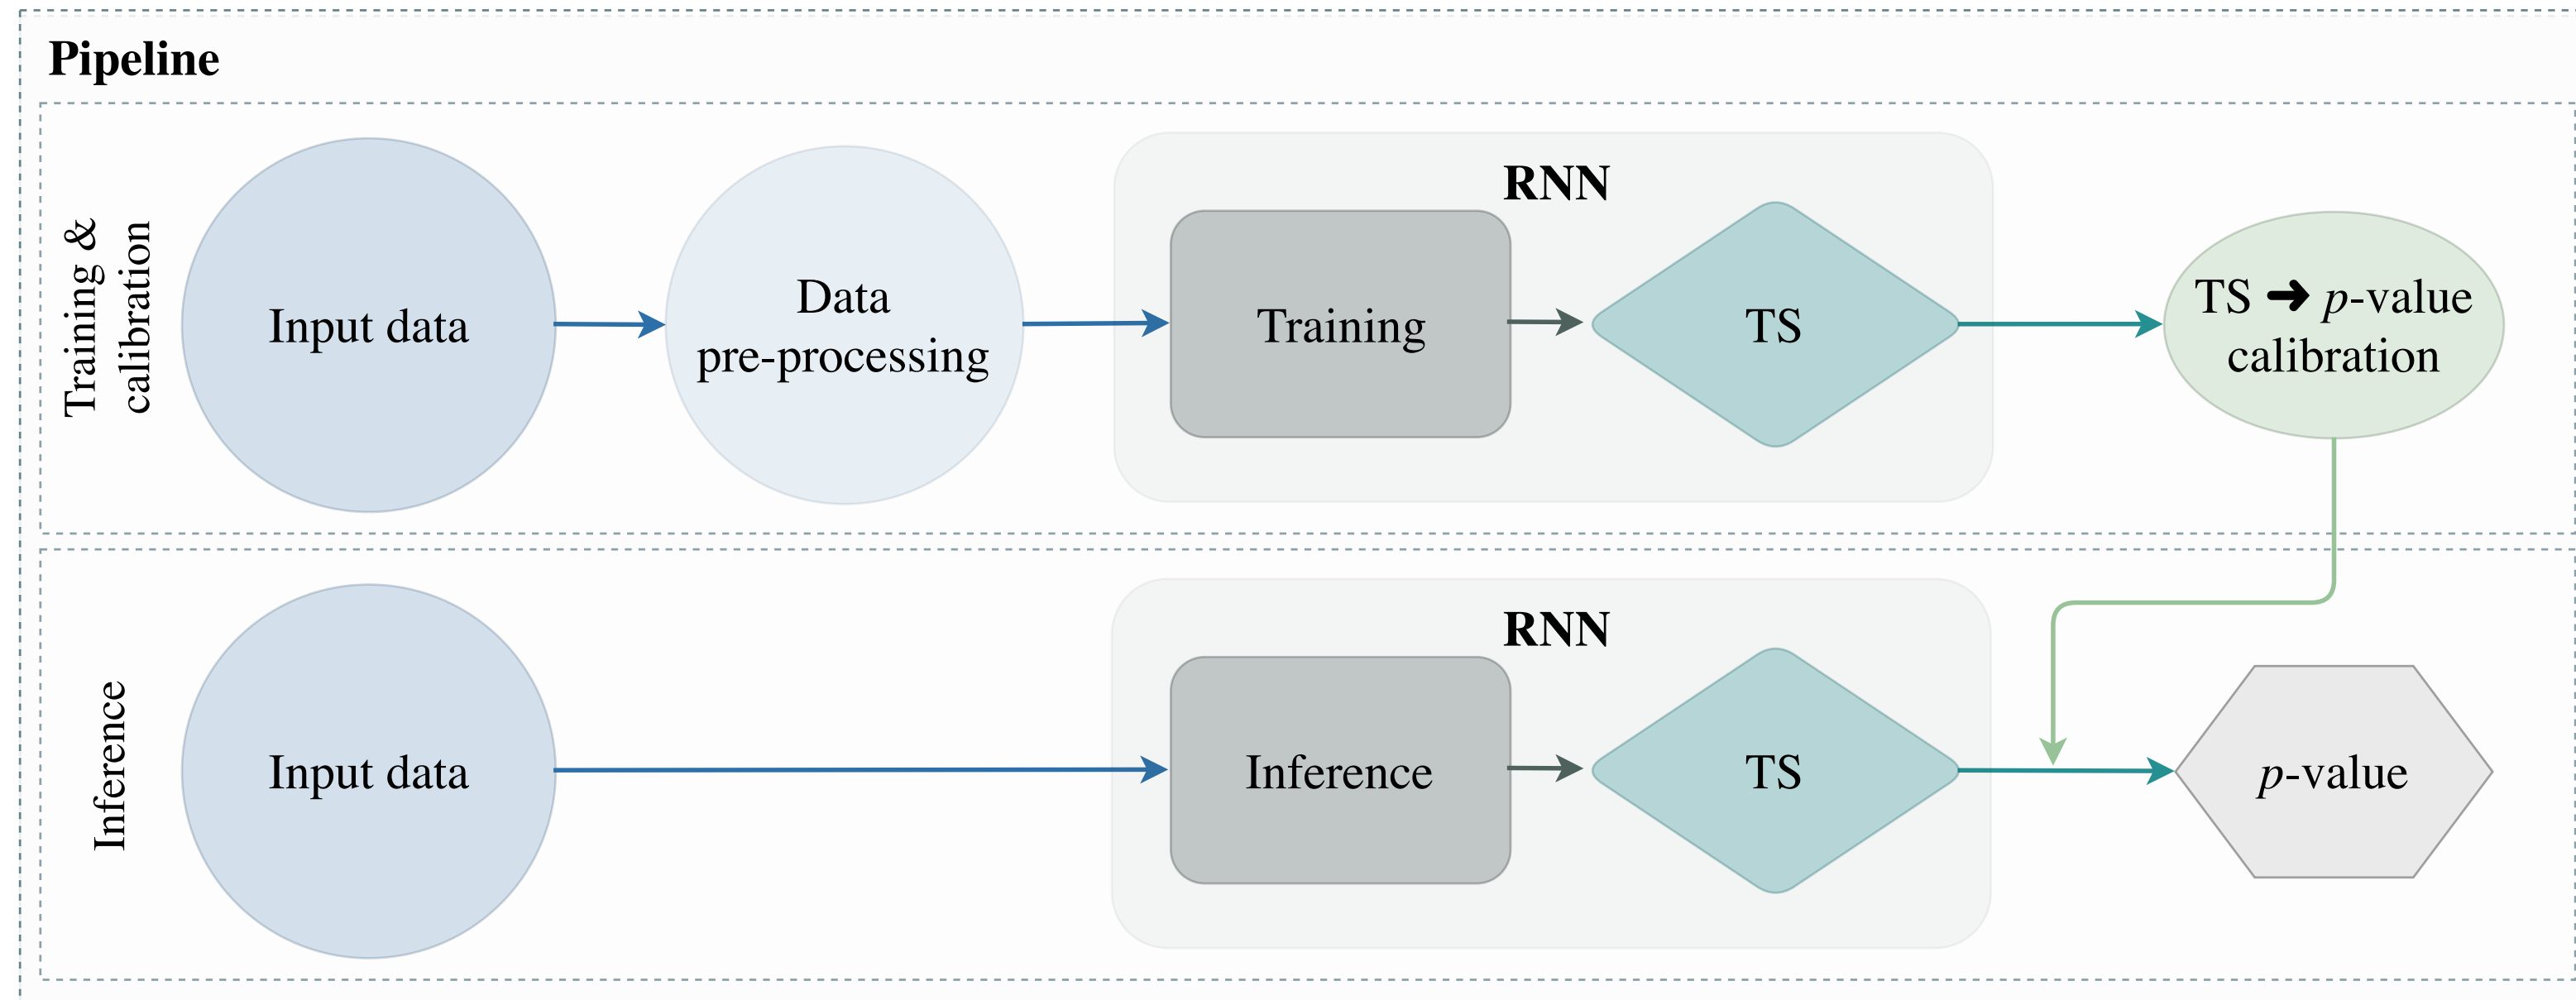 Pipeline
Training &
calibration
Input data
Data
pre-processing
RNN
Training
TS
TS ➜ p-value
calibration
Inference
Input data
RNN
Inference
TS
p-value